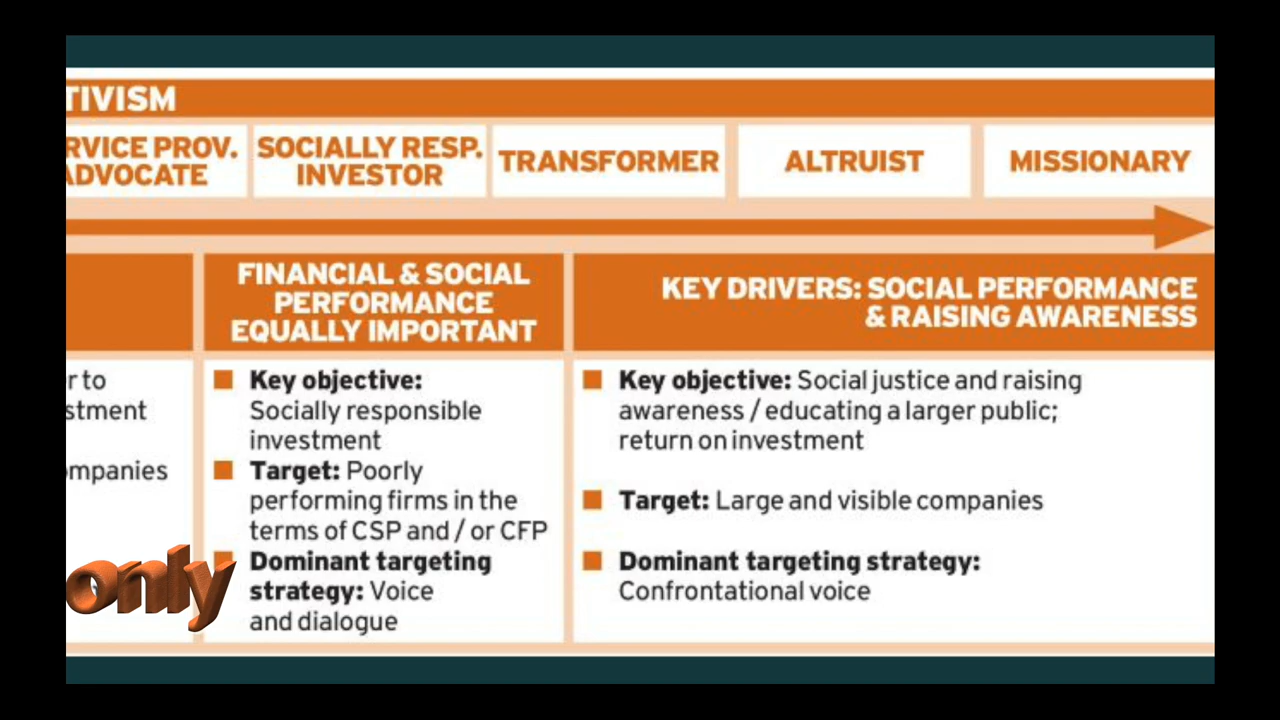 TIVISM
RVICE PROV.
ADVOCATE
SOCIALLY RESP.
INVESTOR
TRANSFORMER
ALTRUIST
MISSIONARY
FINANCIAL & SOCIAL
PERFORMANCE
EQUALLY IMPORTANT
KEY DRIVERS: SOCIAL PERFORMANCE
& RAISING AWARENESS
r to
stment
ompanies
only
Key objective:
Socially responsible
investment
Target: Poorly
performing firms in the
terms of CSP and / or CFP
Dominant targeting
strategy: Voice
and dialogue
Key objective: Social justice and raising
awareness / educating a larger public;
return on investment
Target: Large and visible companies
Dominant targeting strategy:
Confrontational voice